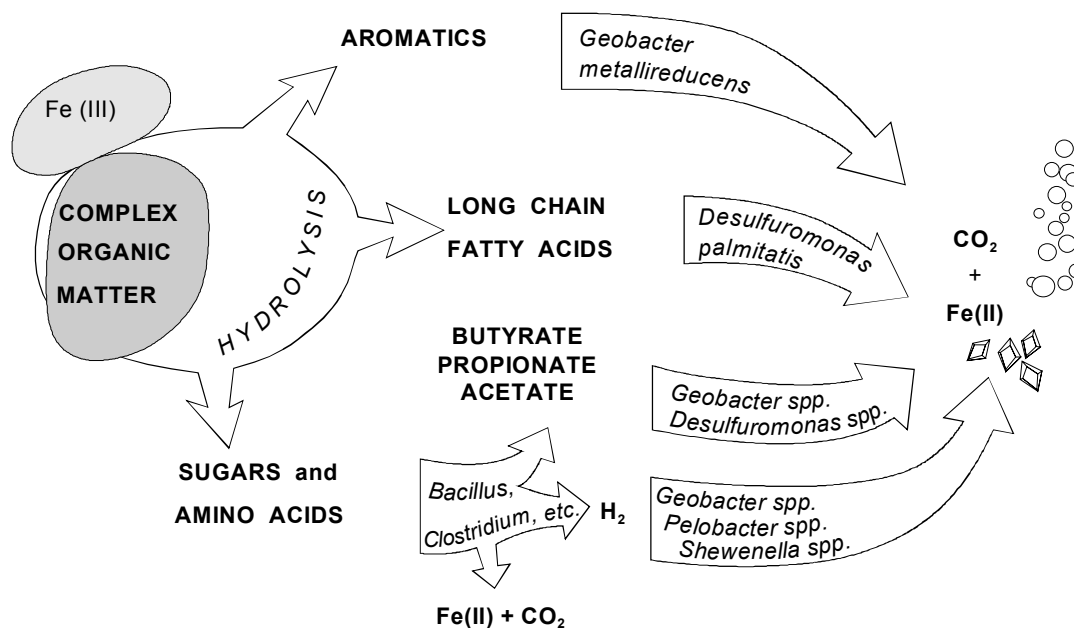 AROMATICS
Geobacter
metallireducens
Fe (III)
COMPLEX
ORGANIC
MATTER
HYDROLYSIS
LONG CHAIN
FATTY ACIDS
Desulfuromonas
palmitatis
CO₂
+
Fe(II)
BUTYRATE
PROPIONATE
ACETATE
Geobacter spp.
Desulfuromonas spp.
SUGARS and
AMINO ACIDS
Bacillus,
Clostridium, etc.
H₂
Geobacter spp.
Pelobacter spp.
Shewenella spp.
Fe(II) + CO₂